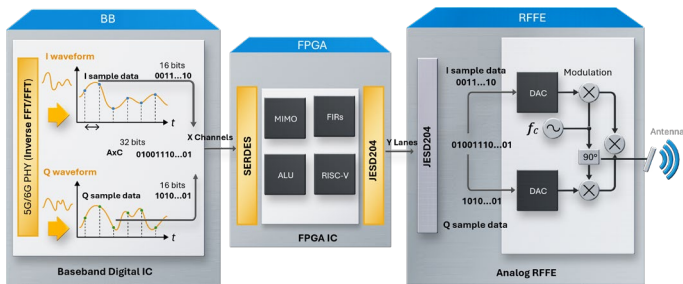 BB
FPGA
RFFE
5G/6G PHY (Inverse FFT/FFT)
I waveform
16 bits
I sample data 0011...10
t
32 bits
AxC 01001110...01
X Channels
Q waveform
16 bits
Q sample data 1010...01
t
Baseband Digital IC
SERDES
MIMO
FIRs
ALU
RISC-V
JESD204
FPGA IC
Y Lanes
JESD204
I sample data
0011...10
DAC
Modulation
fc
01001110...01
90°
Antenna
1010...01
DAC
Q sample data
Analog RFFE